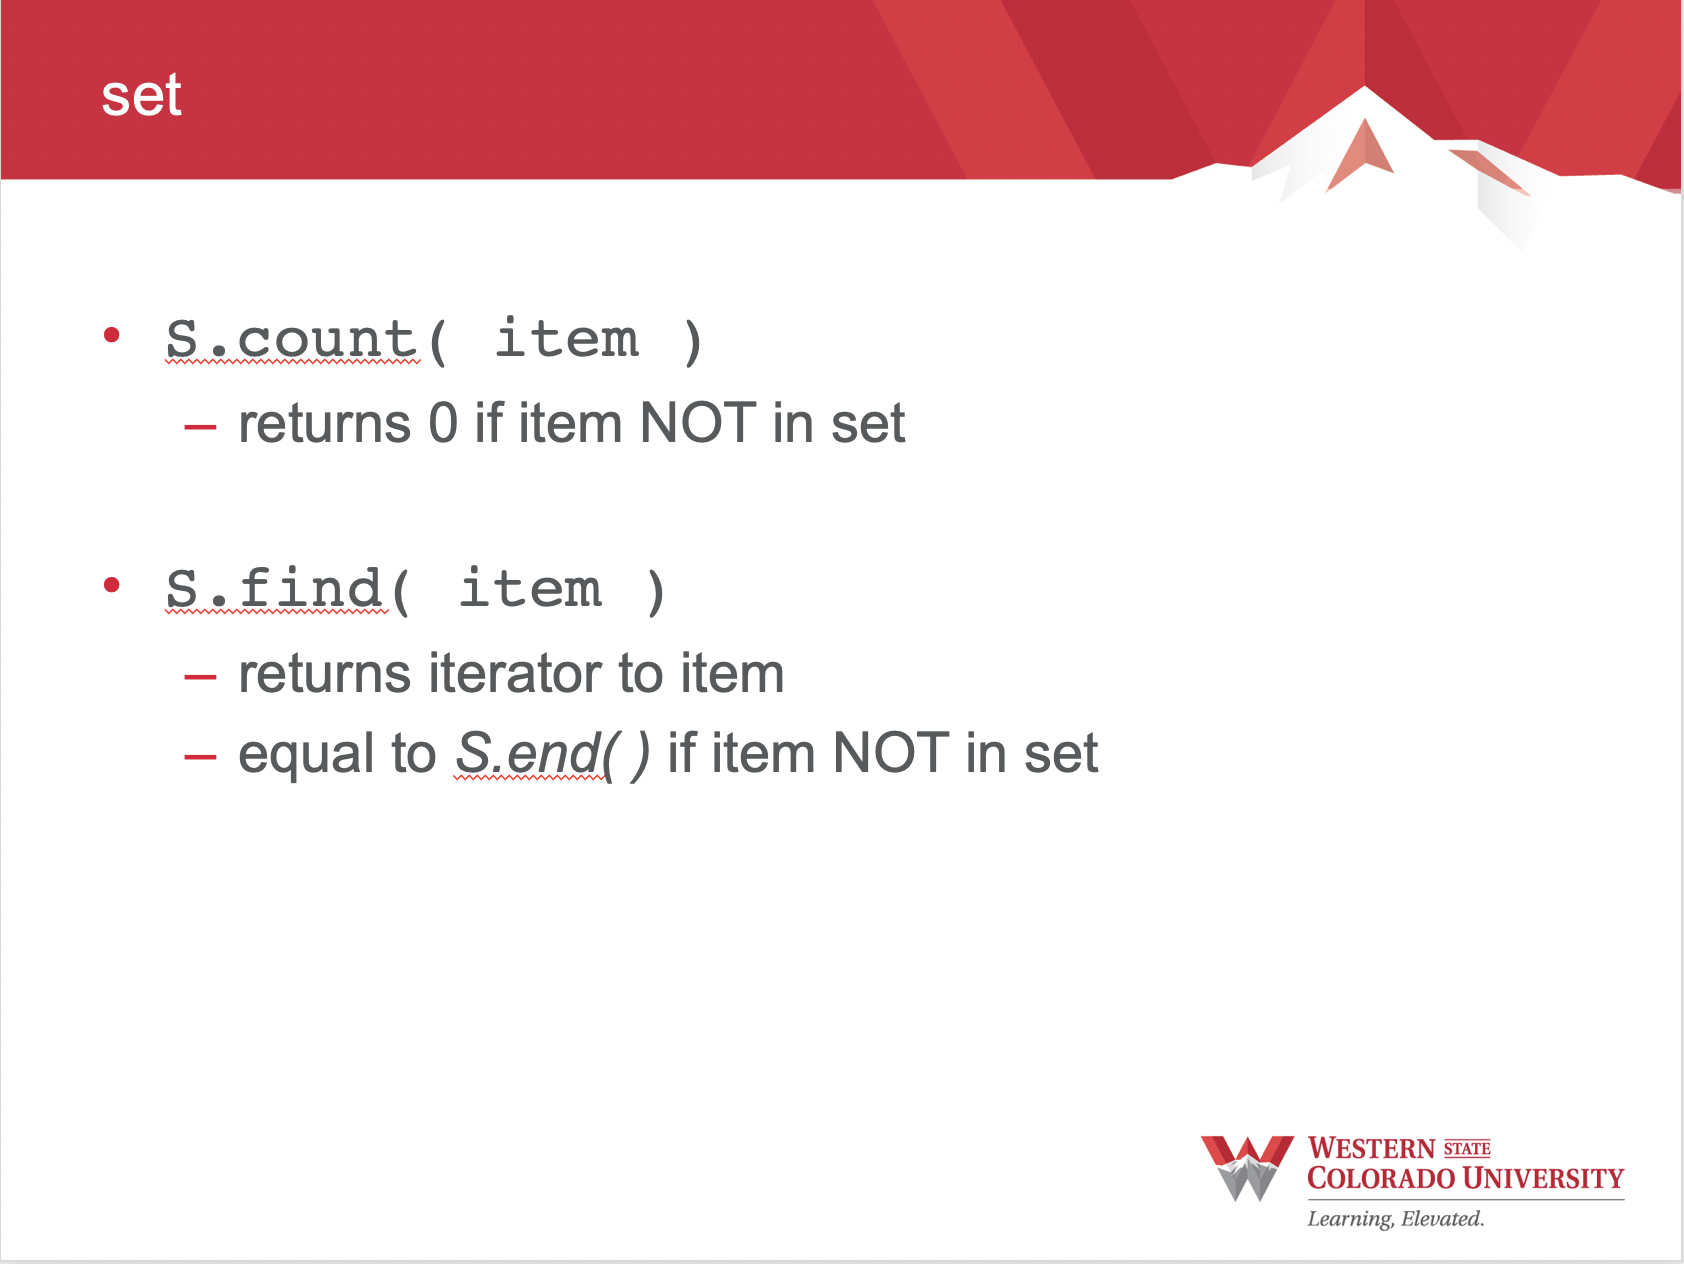 set
• S.count( item )
– returns 0 if item NOT in set
• S.find( item )
– returns iterator to item
– equal to S.end( ) if item NOT in set
WESTERN STATE
COLORADO UNIVERSITY
Learning, Elevated.